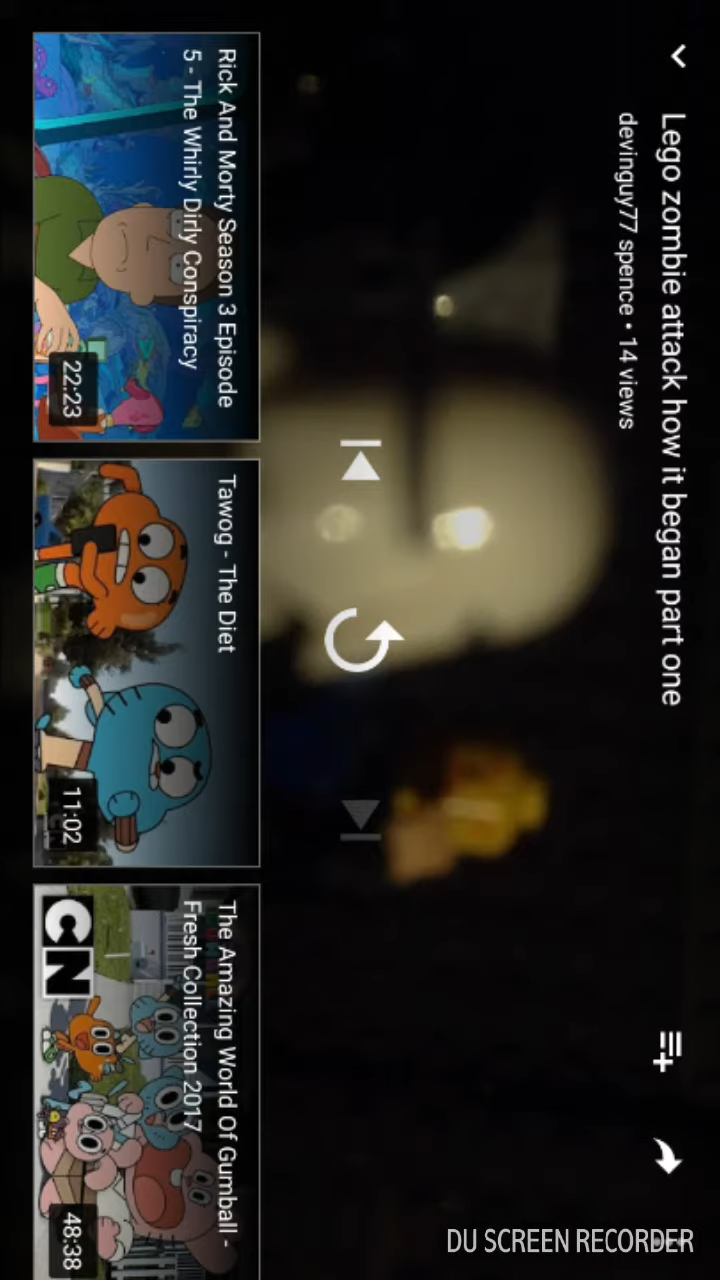 Lego zombie attack how it began part one
devinguy77 spence • 14 views
Rick And Morty Season 3 Episode
5 - The Whirly Dirly Conspiracy
22:23
Tawog - The Diet
11:02
The Amazing World Of Gumball -
Fresh Collection 2017
CN
48:38
DU SCREEN RECORDER